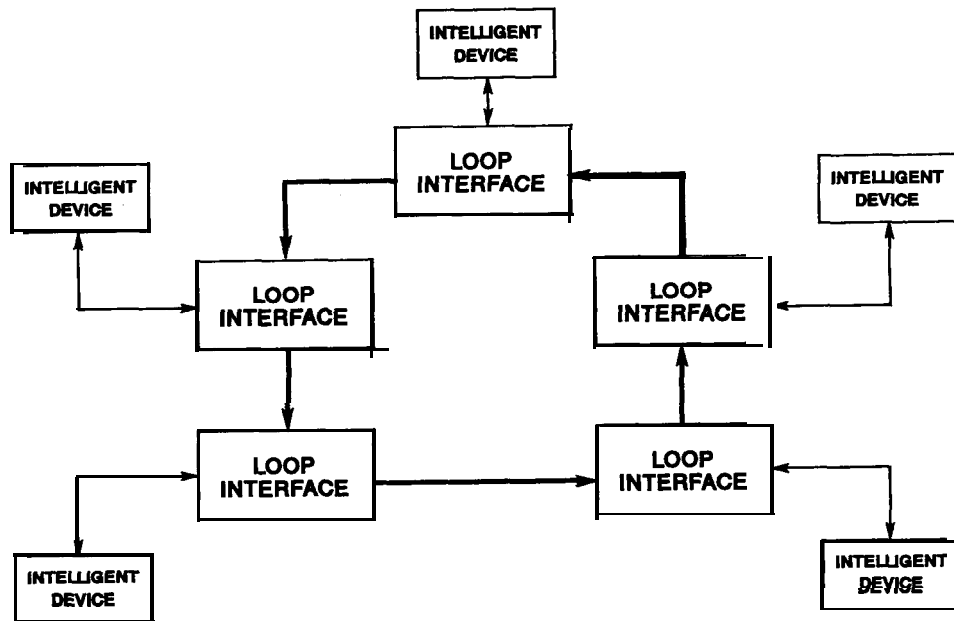 INTELLIGENT
DEVICE
LOOP
INTERFACE
INTELLIGENT
DEVICE
INTELLIGENT
DEVICE
LOOP
INTERFACE
LOOP
INTERFACE
LOOP
INTERFACE
LOOP
INTERFACE
INTELLIGENT
DEVICE
INTELLIGENT
DEVICE